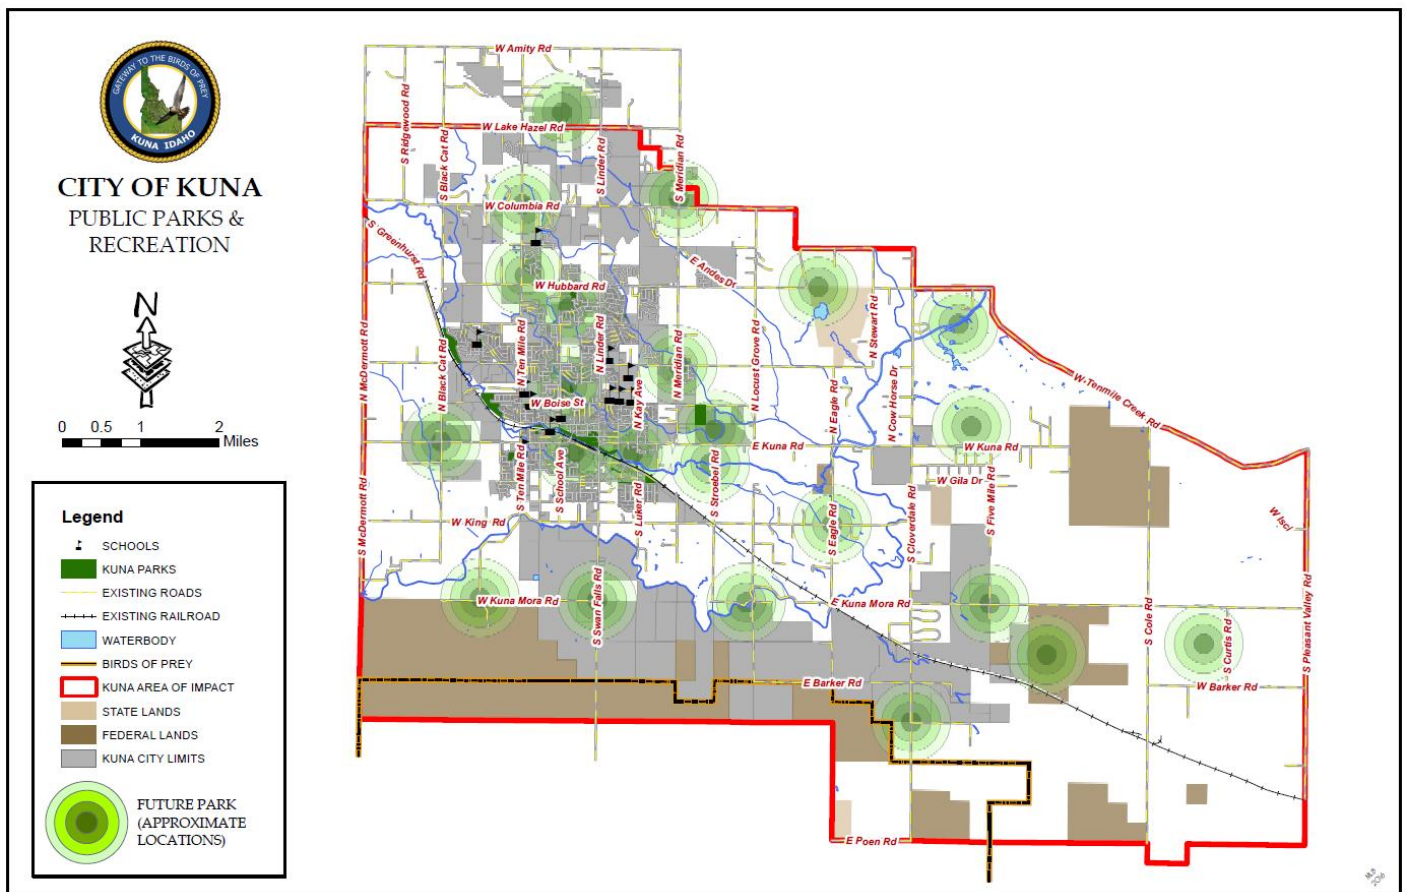 GATEWAY TO THE BIRDS OF PREY
KUNA IDAHO
CITY OF KUNA
PUBLIC PARKS &
RECREATION
N
0 0.5 1 2
Miles
Legend
SCHOOLS
KUNA PARKS
EXISTING ROADS
EXISTING RAILROAD
WATERBODY
BIRDS OF PREY
KUNA AREA OF IMPACT
STATE LANDS
FEDERAL LANDS
KUNA CITY LIMITS
FUTURE PARK
(APPROXIMATE
LOCATIONS)
W Amity Rd
S Ridgewood Rd
W Lake Hazel Rd
S Black Cat Rd
S Linder Rd
S Meridian Rd
W Columbia Rd
S Greenhurst Rd
E Andes Dr
W Hubbard Rd
N McDermott Rd
N Black Cat Rd
N Ten Mile Rd
N Linder Rd
N Meridian Rd
N Locust Grove Rd
N Stewart Rd
N Eagle Rd
N Cow Horse Dr
W Tenmile Creek Rd
W Boise St
N Kay Ave
E Kuna Rd
W Kuna Rd
W Gila Dr
S McDermott Rd
S Ten Mile Rd
S School Ave
S Luker Rd
S Stroebel Rd
S Eagle Rd
S Cloverdale Rd
S Five Mile Rd
W Iscl
W King Rd
W Kuna Mora Rd
S Swan Falls Rd
E Kuna Mora Rd
S Cole Rd
S Curtis Rd
S Pleasant Valley Rd
E Barker Rd
W Barker Rd
E Poen Rd